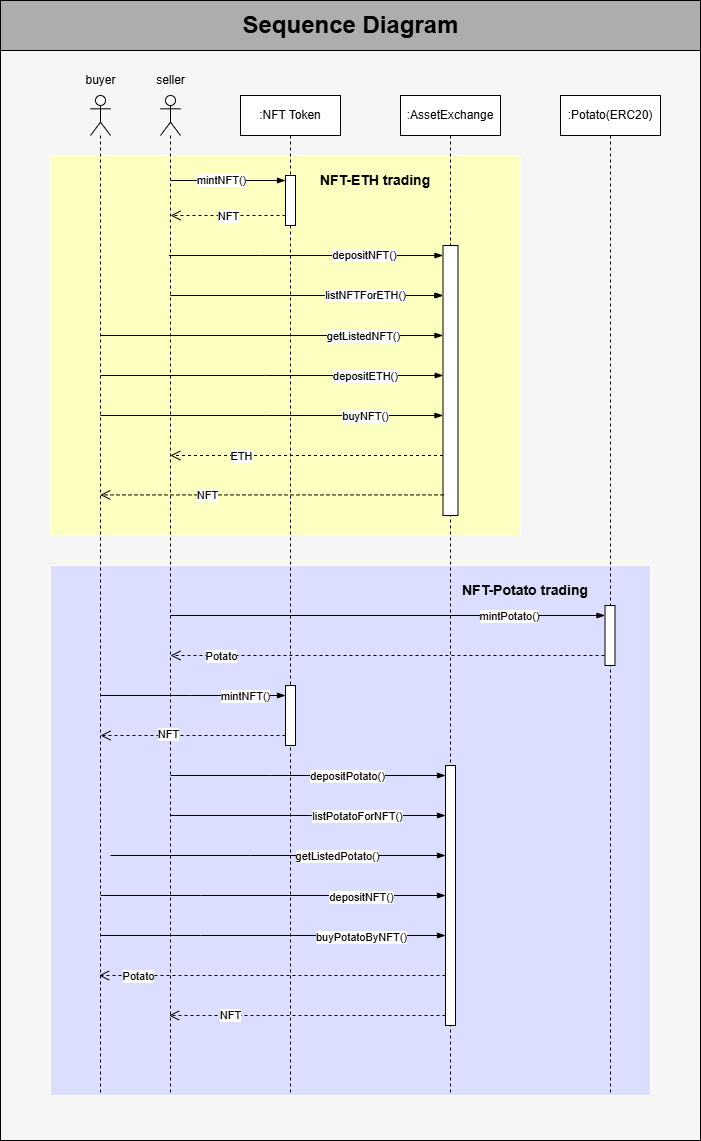 Sequence Diagram
buyer
seller
:NFT Token
:AssetExchange
:Potato(ERC20)
NFT-ETH trading
mintNFT()
NFT
depositNFT()
listNFTForETH()
getListedNFT()
depositETH()
buyNFT()
ETH
NFT
NFT-Potato trading
mintPotato()
Potato
mintNFT()
NFT
depositPotato()
listPotatoForNFT()
getListedPotato()
depositNFT()
buyPotatoByNFT()
Potato
NFT